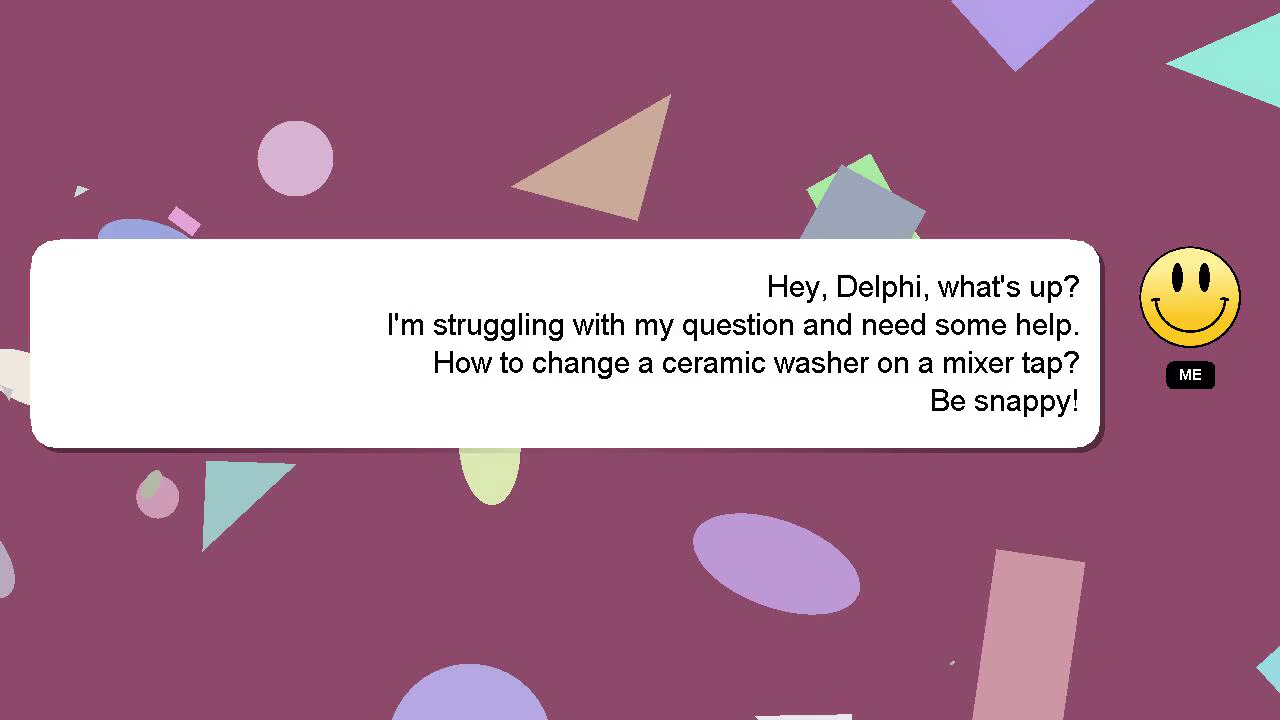 Hey, Delphi, what's up?
I'm struggling with my question and need some help.
How to change a ceramic washer on a mixer tap?
Be snappy!
ME